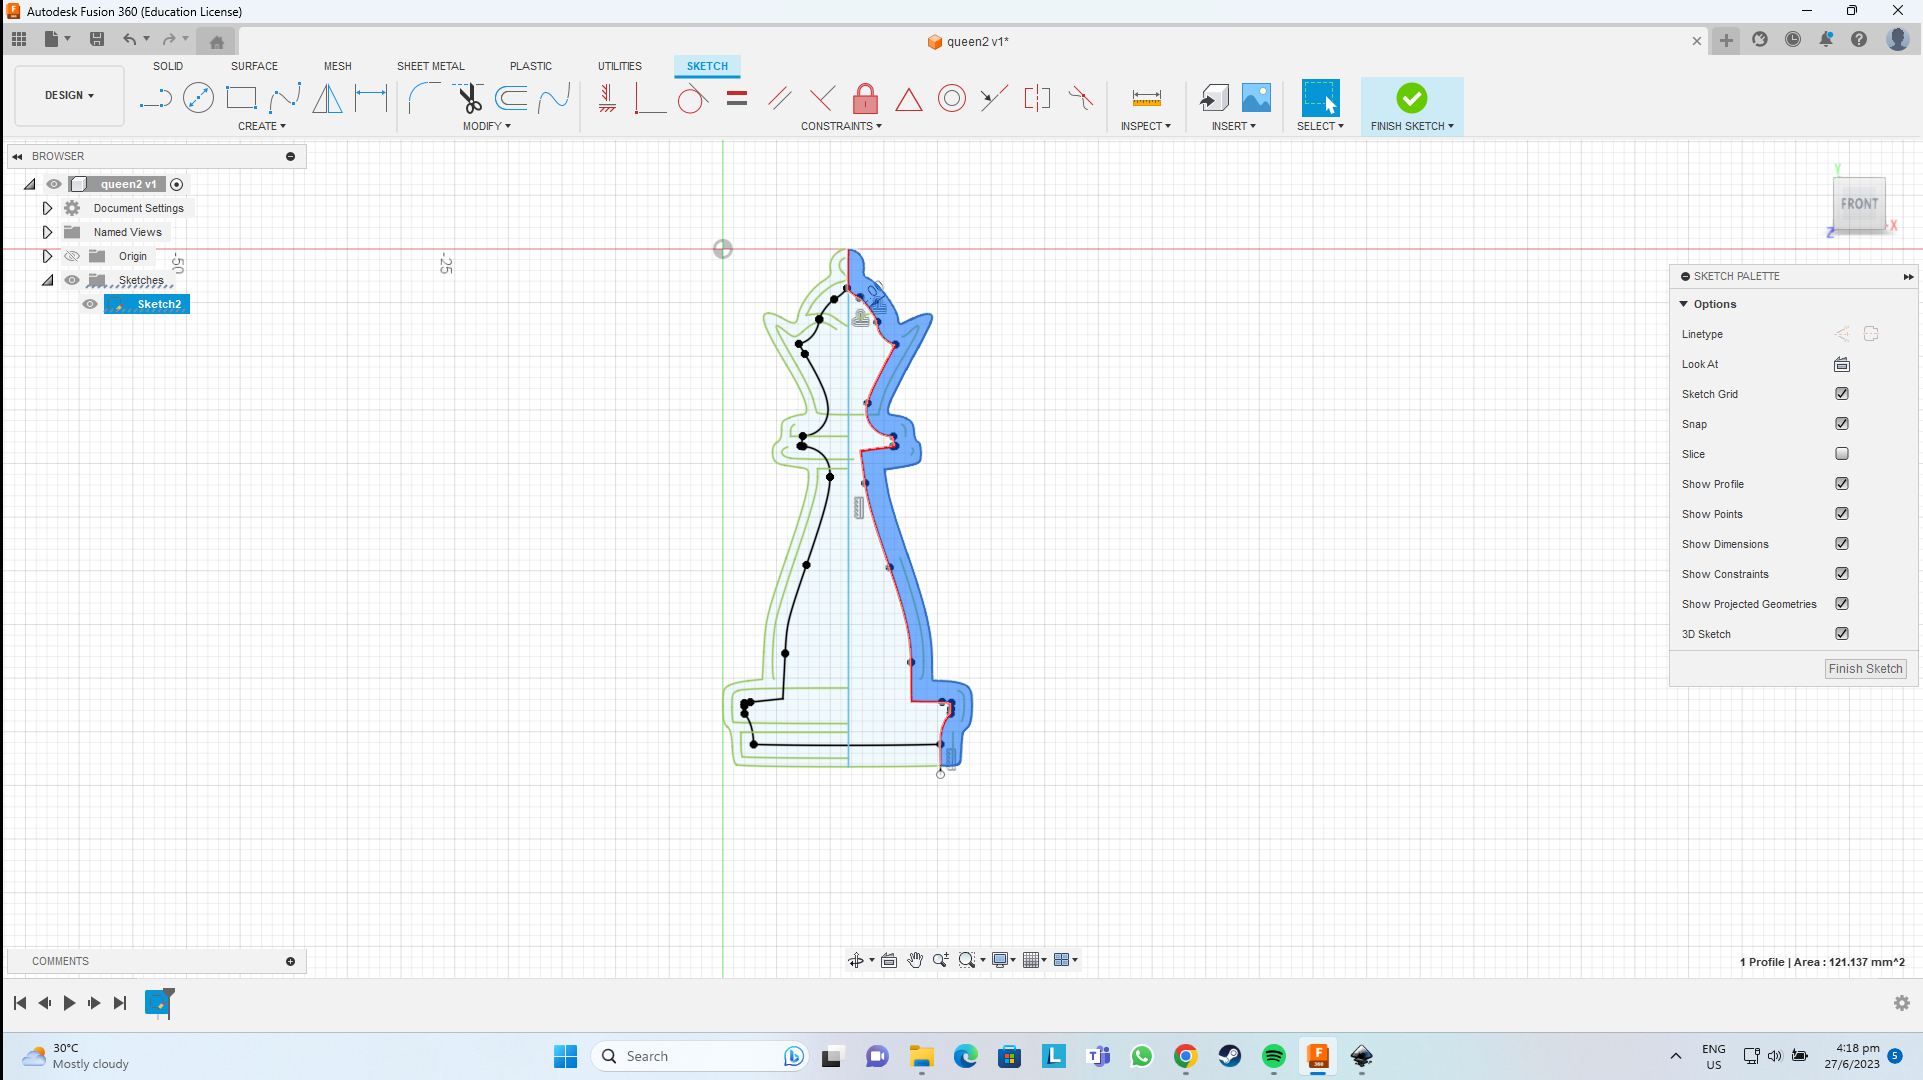 Autodesk Fusion 360 (Education License)
queen2 v1*
SOLID SURFACE MESH SHEET METAL PLASTIC UTILITIES SKETCH
DESIGN
CREATE MODIFY CONSTRAINTS INSPECT INSERT SELECT FINISH SKETCH
BROWSER
queen2 v1
Document Settings
Named Views
Origin
Sketches
Sketch2
-50
-25
Y
FRONT
X
Z
SKETCH PALETTE
Options
Linetype
Look At
Sketch Grid
Snap
Slice
Show Profile
Show Points
Show Dimensions
Show Constraints
Show Projected Geometries
3D Sketch
Finish Sketch
COMMENTS
1 Profile | Area : 121.137 mm^2
30°C
Mostly cloudy
Search
ENG
US
4:18 pm
27/6/2023
5